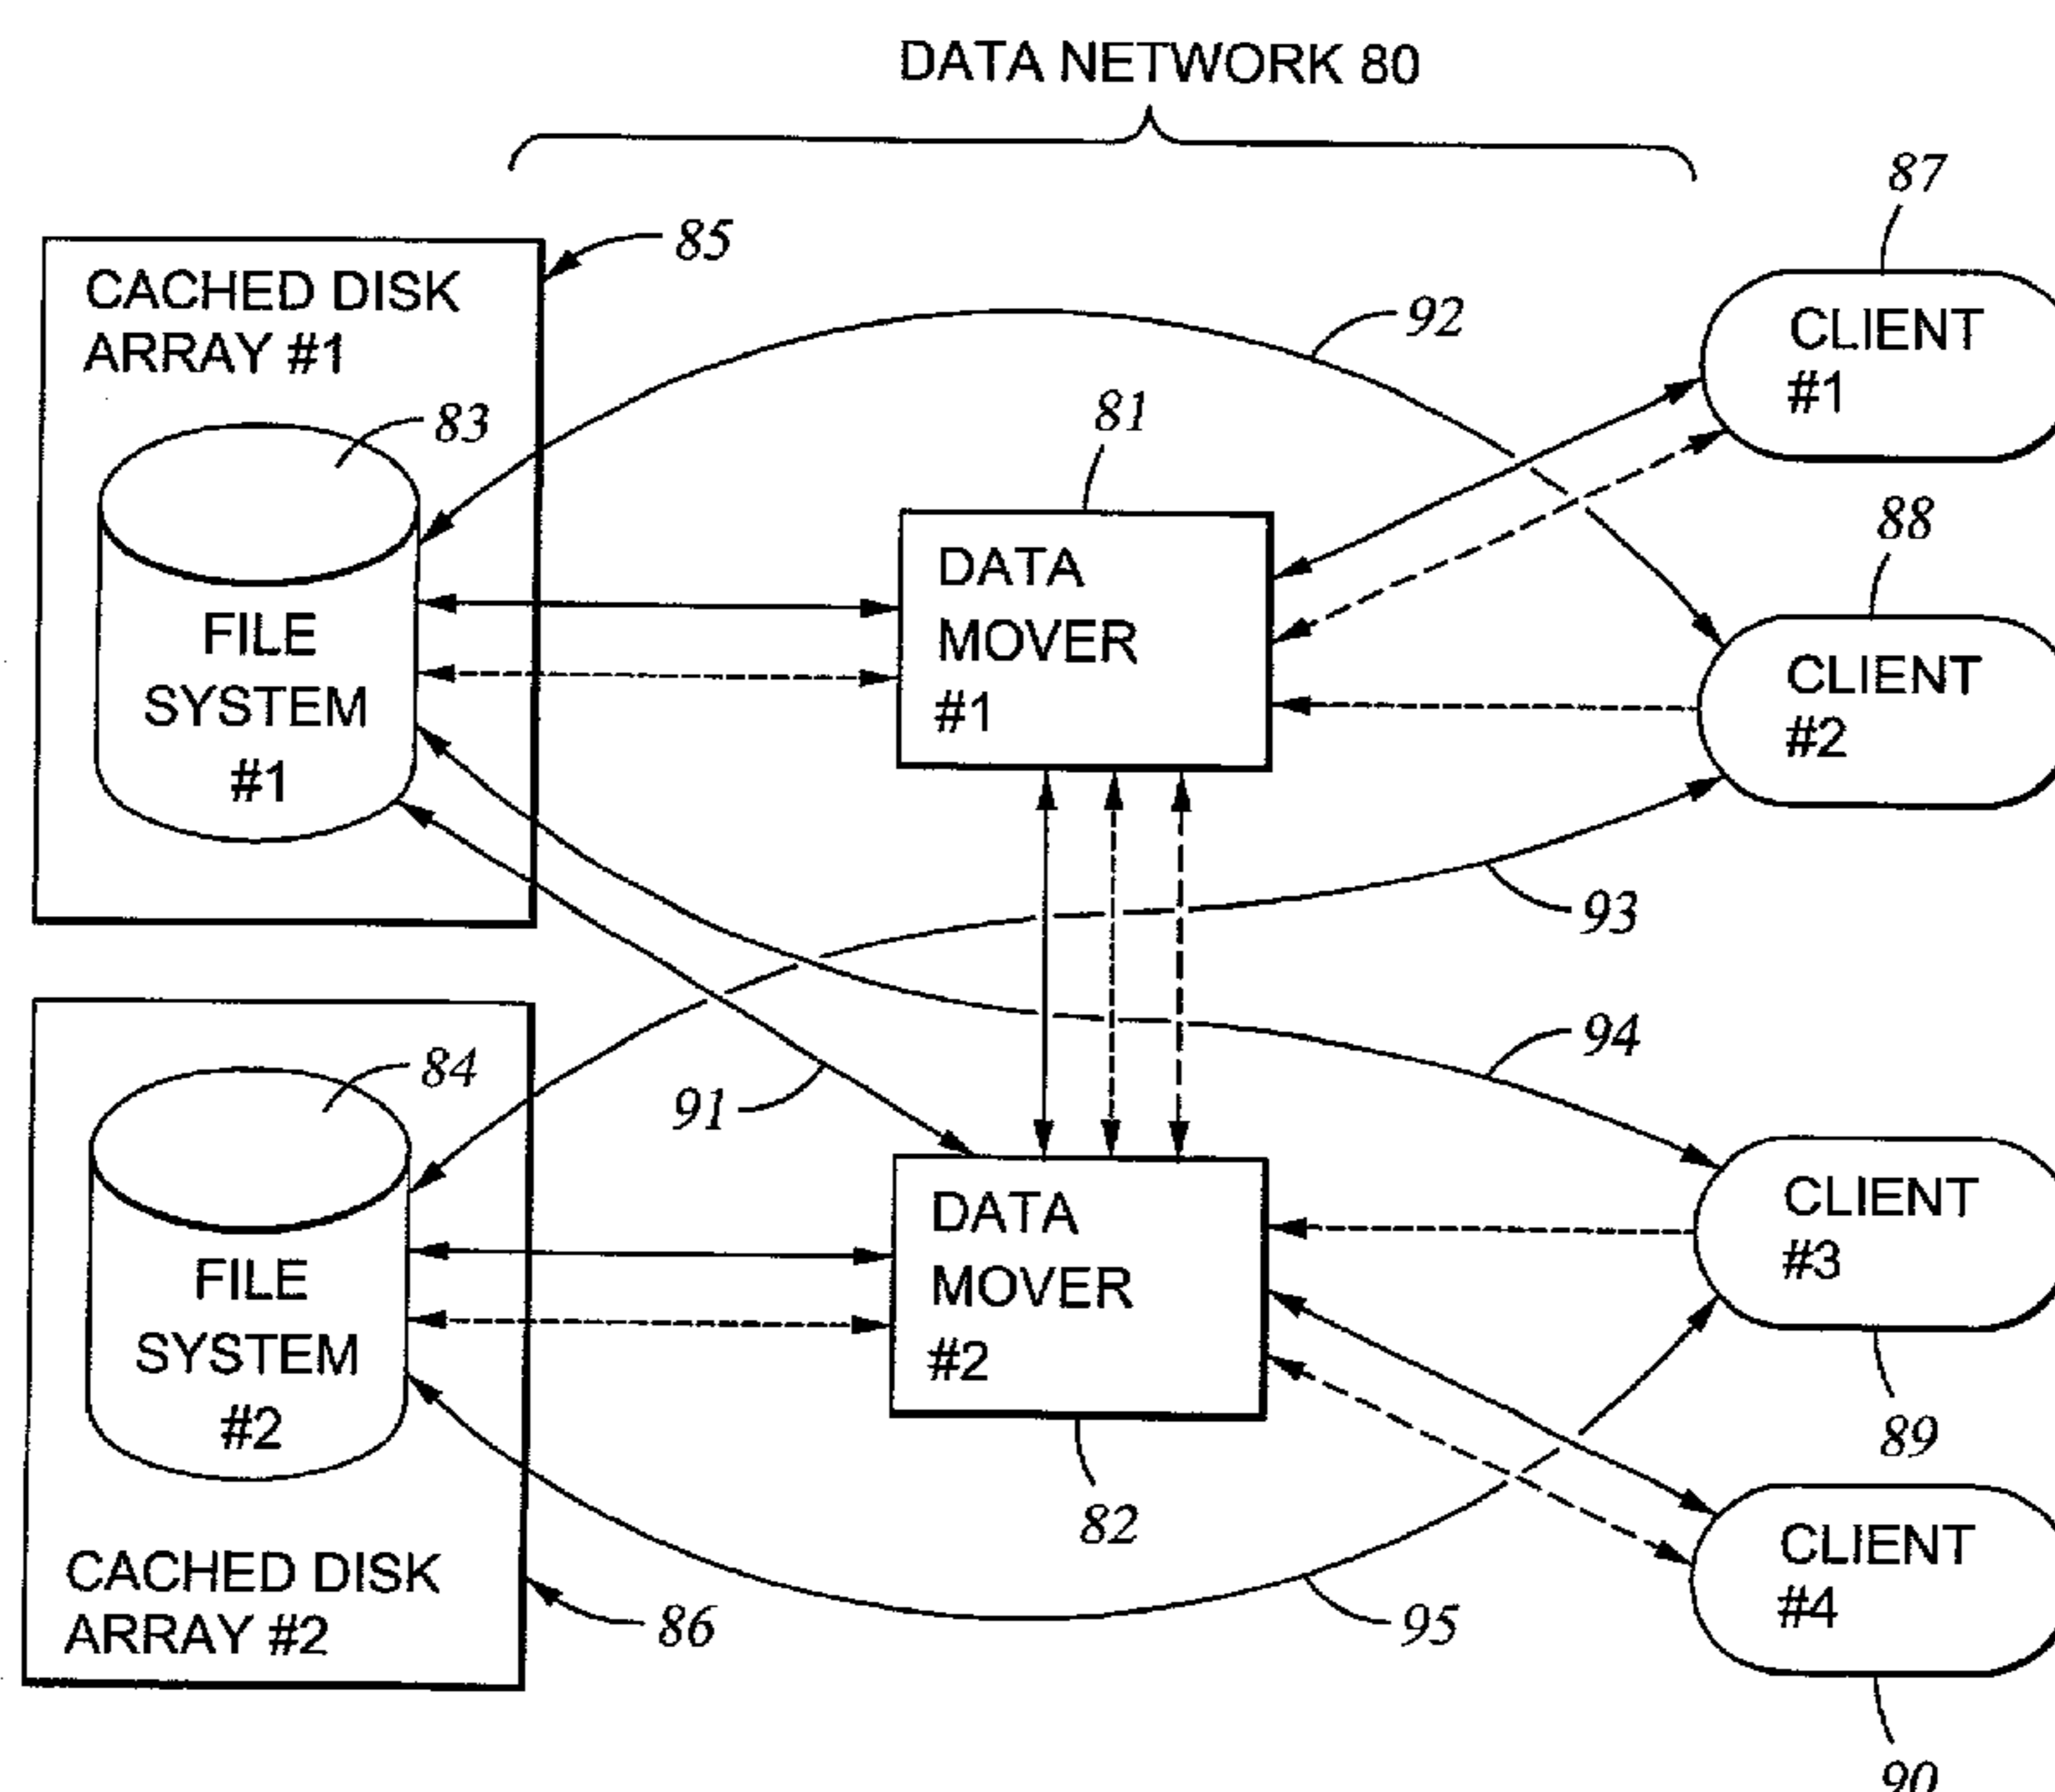 DATA NETWORK 80
87
85
CACHED DISK
ARRAY #1
92
CLIENT
#1
83
81
88
DATA
MOVER
#1
FILE
SYSTEM
#1
CLIENT
#2
93
94
84
91
DATA
MOVER
#2
CLIENT
#3
FILE
SYSTEM
#2
89
82
CACHED DISK
ARRAY #2
86
95
CLIENT
#4
90